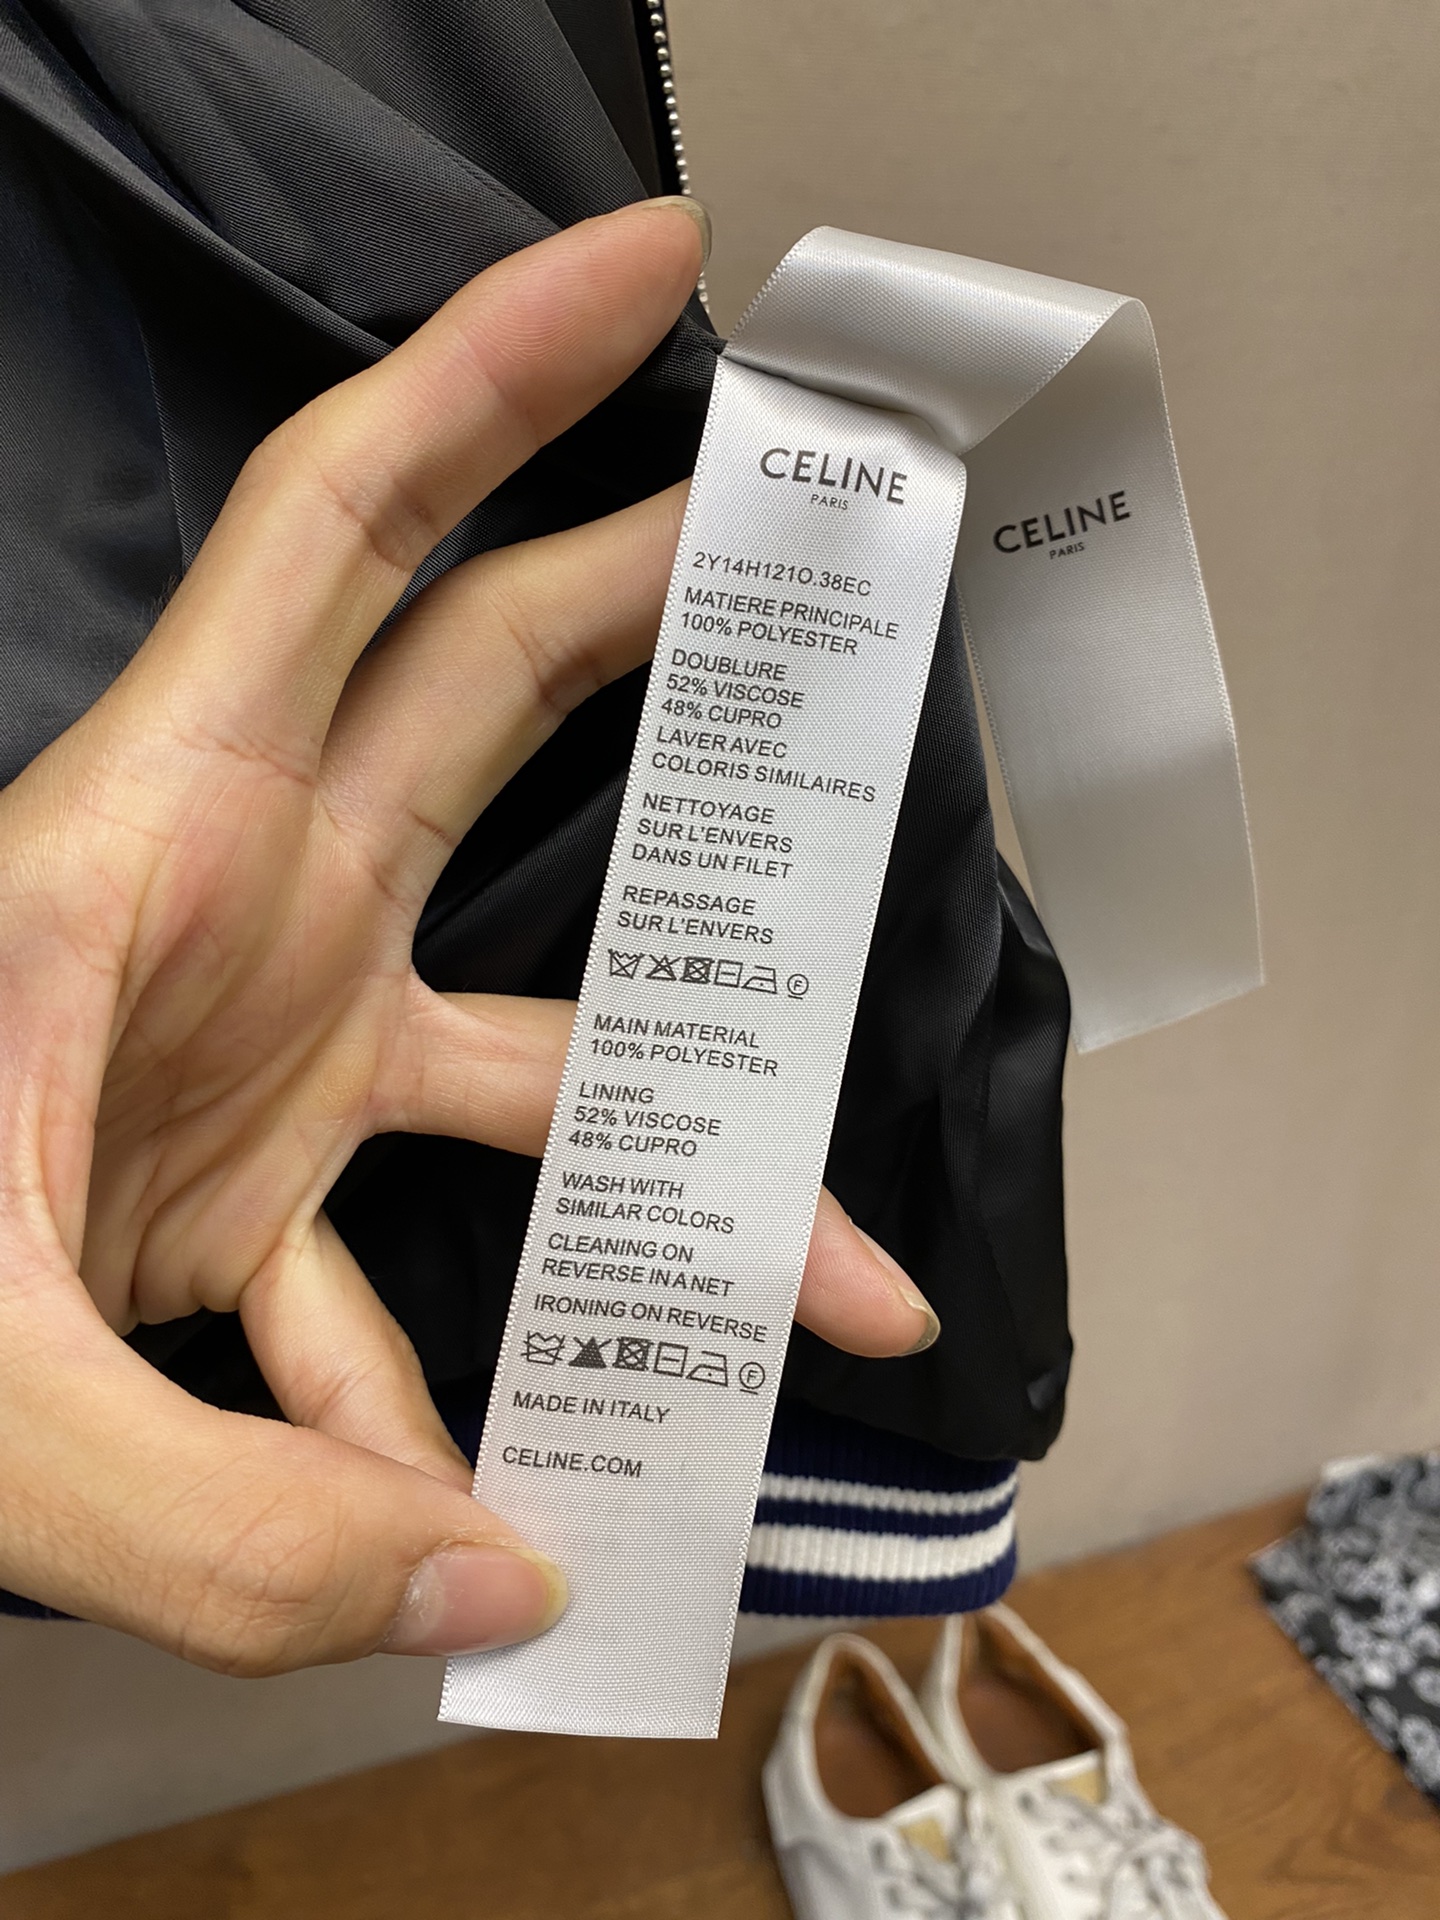 CELINE
PARIS
2Y14H121O.38EC
MATIERE PRINCIPALE
100% POLYESTER
DOUBLURE
52% VISCOSE
48% CUPRO
LAVER AVEC
COLORIS SIMILAIRES
NETTOYAGE
SUR L'ENVERS
DANS UN FILET
REPASSAGE
SUR L'ENVERS
F
MAIN MATERIAL
100% POLYESTER
LINING
52% VISCOSE
48% CUPRO
WASH WITH
SIMILAR COLORS
CLEANING ON
REVERSE IN A NET
IRONING ON REVERSE
F
MADE IN ITALY
CELINE.COM
CELINE
PARIS